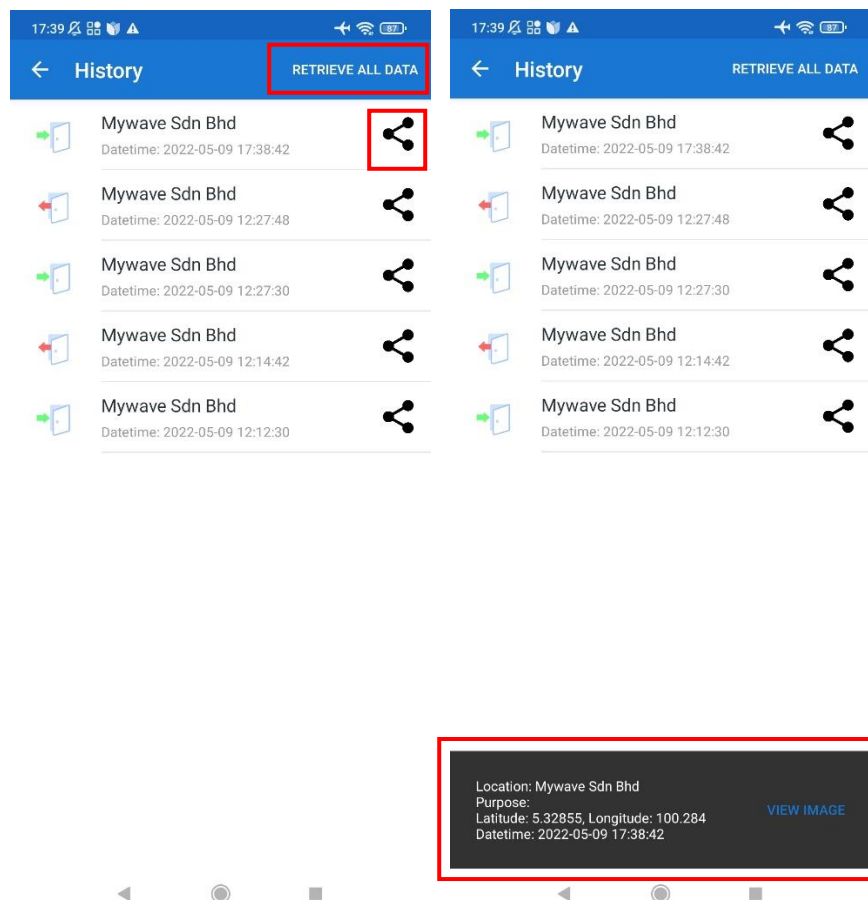 17:39
87
History
RETRIEVE ALL DATA
Mywave Sdn Bhd
Datetime: 2022-05-09 17:38:42
Mywave Sdn Bhd
Datetime: 2022-05-09 12:27:48
Mywave Sdn Bhd
Datetime: 2022-05-09 12:27:30
Mywave Sdn Bhd
Datetime: 2022-05-09 12:14:42
Mywave Sdn Bhd
Datetime: 2022-05-09 12:12:30
17:39
87
History
RETRIEVE ALL DATA
Mywave Sdn Bhd
Datetime: 2022-05-09 17:38:42
Mywave Sdn Bhd
Datetime: 2022-05-09 12:27:48
Mywave Sdn Bhd
Datetime: 2022-05-09 12:27:30
Mywave Sdn Bhd
Datetime: 2022-05-09 12:14:42
Mywave Sdn Bhd
Datetime: 2022-05-09 12:12:30
Location: Mywave Sdn Bhd
Purpose:
Latitude: 5.32855, Longitude: 100.284
Datetime: 2022-05-09 17:38:42
VIEW IMAGE